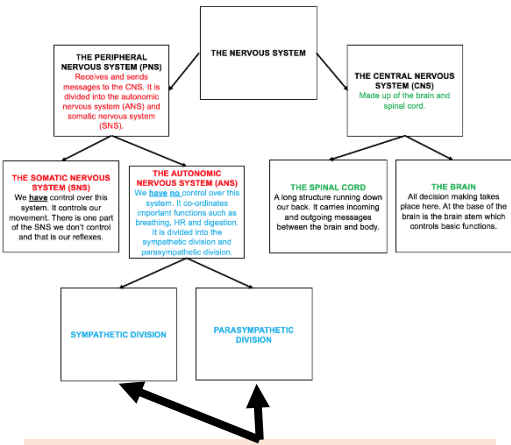 THE NERVOUS SYSTEM
THE PERIPHERAL
NERVOUS SYSTEM (PNS)
Receives and sends
messages to the CNS. It is
divided into the autonomic
nervous system (ANS) and
somatic nervous system
(SNS).
THE CENTRAL NERVOUS
SYSTEM (CNS)
Made up of the brain and
spinal cord.
THE SOMATIC NERVOUS
SYSTEM (SNS)
We have control over this
system. It controls our
movement. There is one part
of the SNS we don't control
and that is our reflexes.
THE AUTONOMIC
NERVOUS SYSTEM (ANS)
We have no control over this
system. It co-ordinates
important functions such as
breathing, HR and digestion.
It is divided into the
sympathetic division and
parasympathetic division.
THE SPINAL CORD
A long structure running down
our back. It carries incoming
and outgoing messages
between the brain and body.
THE BRAIN
All decision making takes
place here. At the base of the
brain is the brain stem which
controls basic functions.
SYMPATHETIC DIVISION
PARASYMPATHETIC
DIVISION